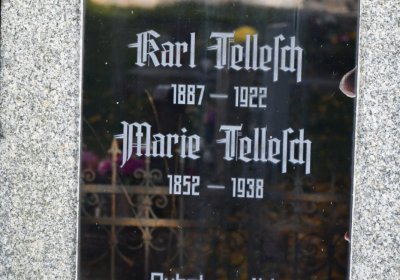 Karl Telleſch
1887 — 1922
Marie Telleſch
1852 — 1938